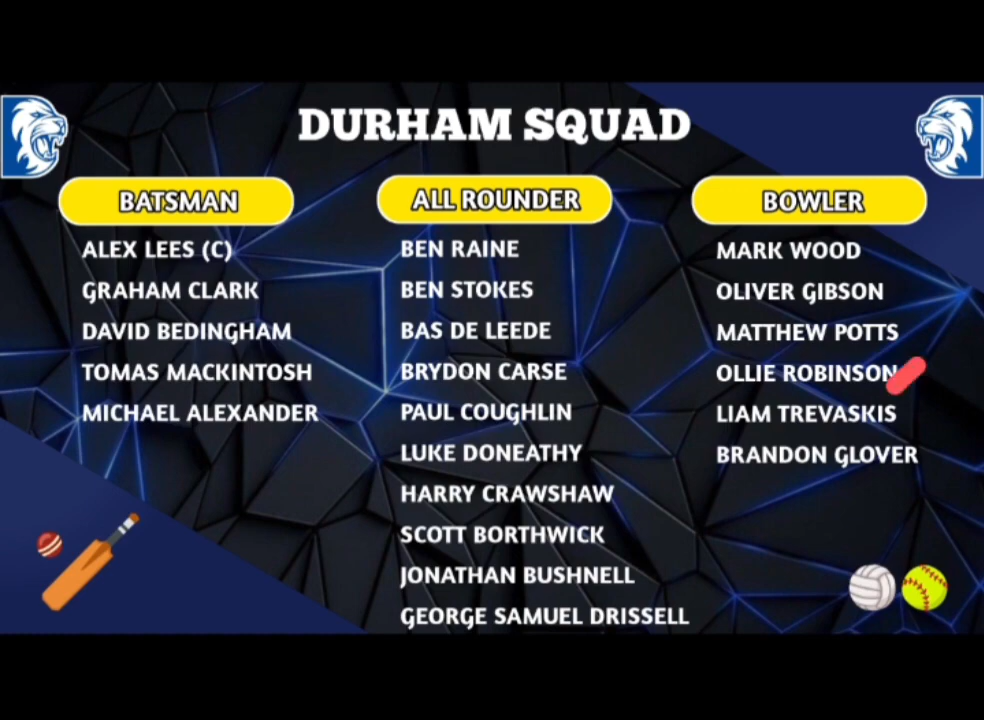 DURHAM SQUAD
BATSMAN
ALEX LEES (C)
GRAHAM CLARK
DAVID BEDINGHAM
TOMAS MACKINTOSH
MICHAEL ALEXANDER
ALL ROUNDER
BEN RAINE
BEN STOKES
BAS DE LEEDE
BRYDON CARSE
PAUL COUGHLIN
LUKE DONEATHY
HARRY CRAWSHAW
SCOTT BORTHWICK
JONATHAN BUSHNELL
GEORGE SAMUEL DRISSELL
BOWLER
MARK WOOD
OLIVER GIBSON
MATTHEW POTTS
OLLIE ROBINSON
LIAM TREVASKIS
BRANDON GLOVER